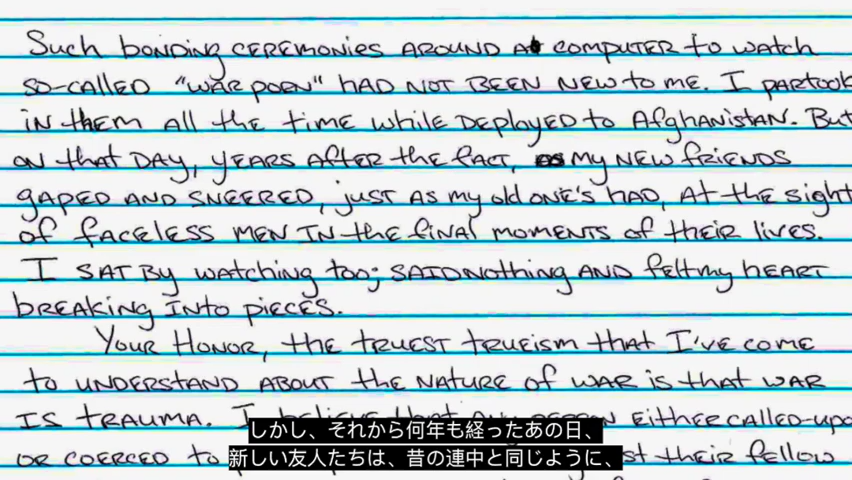 Such bonding ceremonies around a computer to watch
so-called "war porn" had not been new to me. I partook
in them all the time while deployed to Afghanistan. But
on that day, years after the fact, my new friends
gaped and sneered, just as my old one's had, at the sight
of faceless men in the final moments of their lives.
I sat by watching too; said nothing and felt my heart
breaking into pieces.
Your Honor, the truest trueism that I've come
to understand about the nature of war is that war
is trauma. I believe that any person either called-upon
or coerced to their fellow
しかし、それから何年も経ったあの日、
新しい友人たちは、昔の連中と同じように、